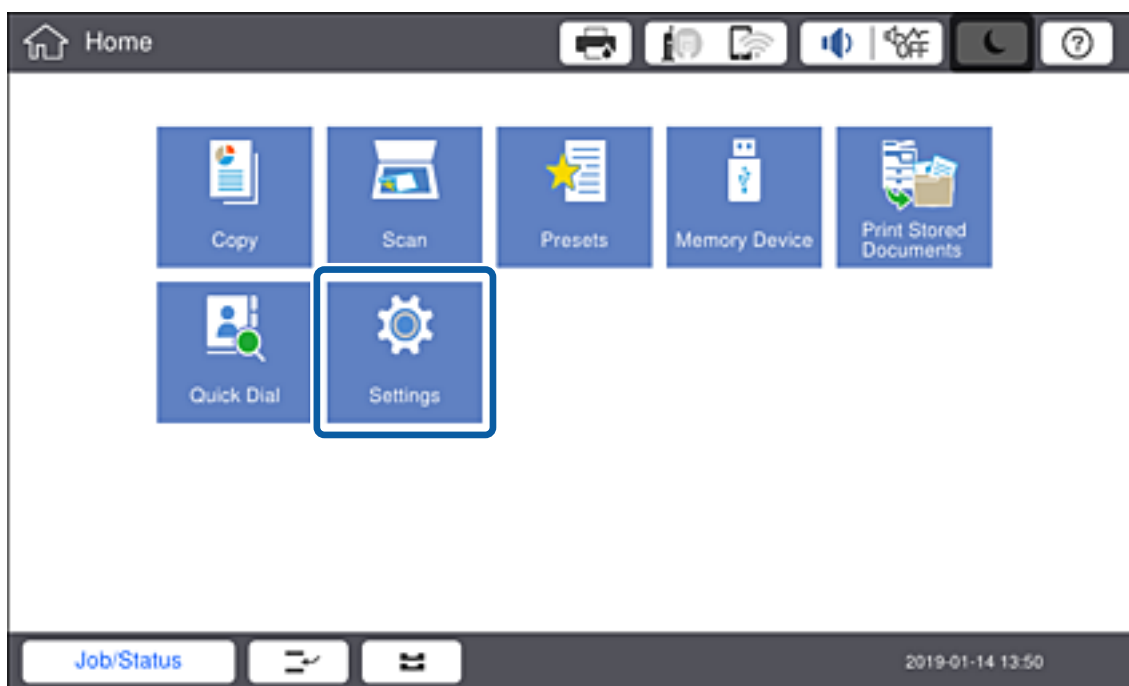 Home
OFF
?
Copy
Scan
Presets
Memory Device
Print Stored
Documents
Quick Dial
Settings
Job/Status
2019-01-14 13:50